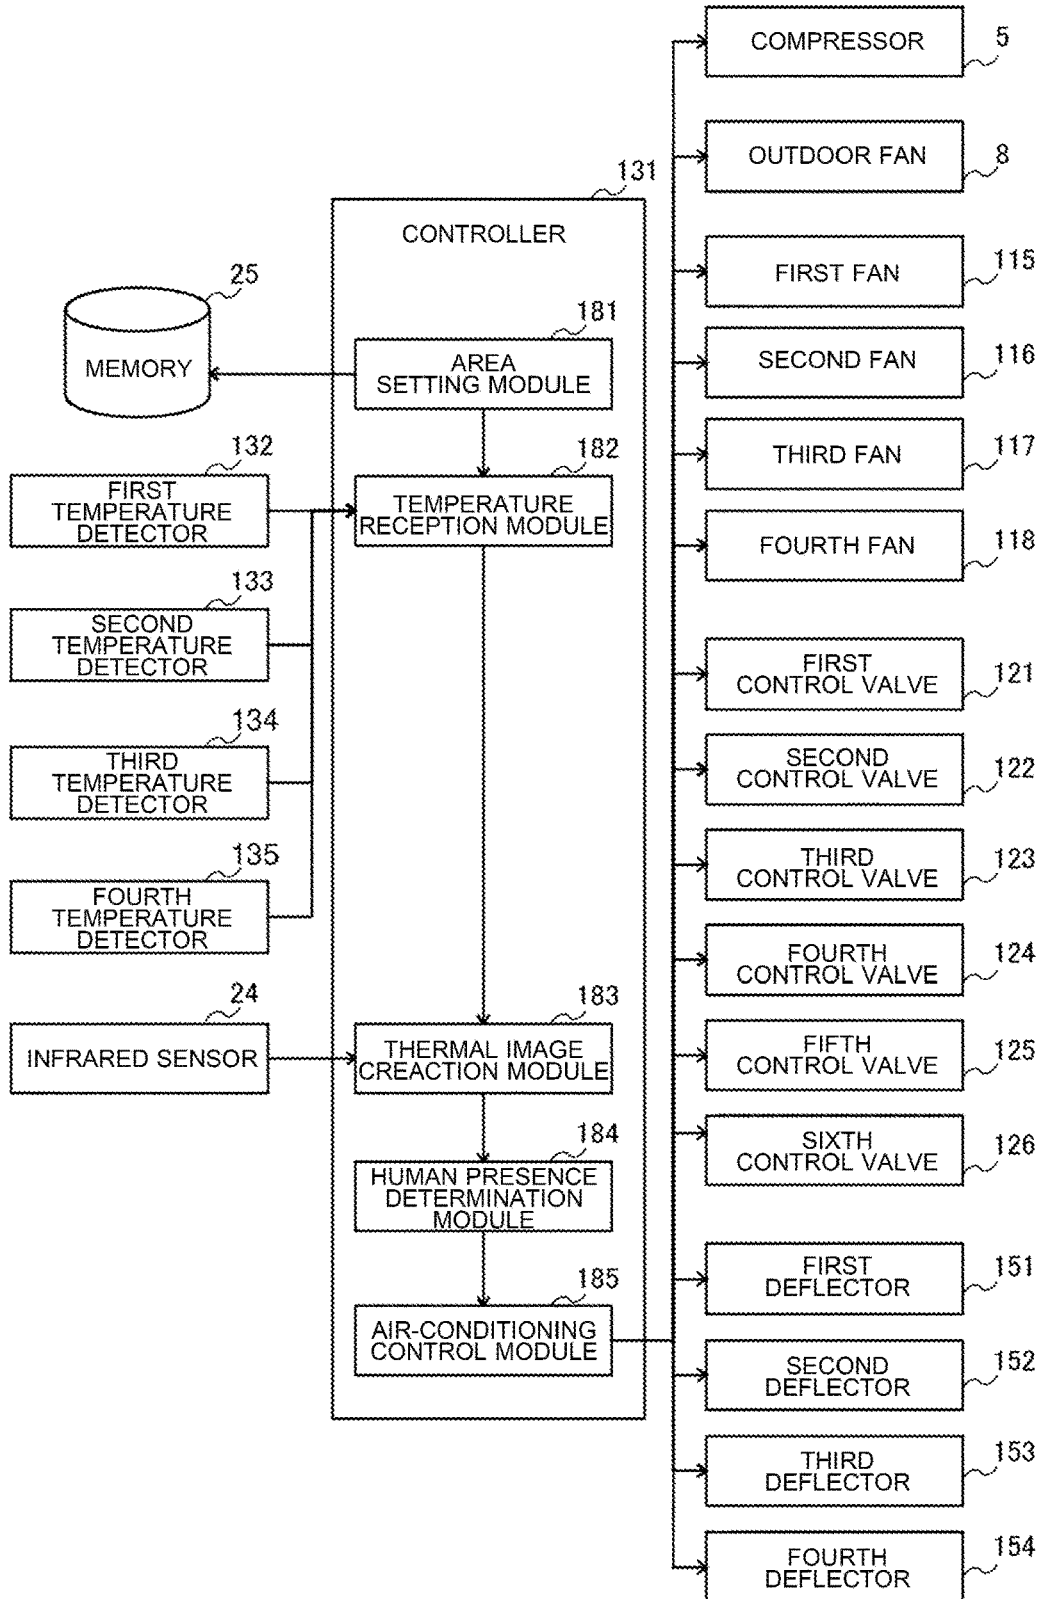 COMPRESSOR
5
OUTDOOR FAN
8
131
CONTROLLER
FIRST FAN
115
25
MEMORY
181
AREA
SETTING MODULE
SECOND FAN
116
132
FIRST
TEMPERATURE
DETECTOR
182
TEMPERATURE
RECEPTION MODULE
THIRD FAN
117
FOURTH FAN
118
133
SECOND
TEMPERATURE
DETECTOR
FIRST
CONTROL VALVE
121
134
THIRD
TEMPERATURE
DETECTOR
SECOND
CONTROL VALVE
122
135
FOURTH
TEMPERATURE
DETECTOR
THIRD
CONTROL VALVE
123
FOURTH
CONTROL VALVE
124
24
INFRARED SENSOR
183
THERMAL IMAGE
CREACTION MODULE
FIFTH
CONTROL VALVE
125
184
HUMAN PRESENCE
DETERMINATION
MODULE
SIXTH
CONTROL VALVE
126
185
AIR-CONDITIONING
CONTROL MODULE
FIRST
DEFLECTOR
151
SECOND
DEFLECTOR
152
THIRD
DEFLECTOR
153
FOURTH
DEFLECTOR
154